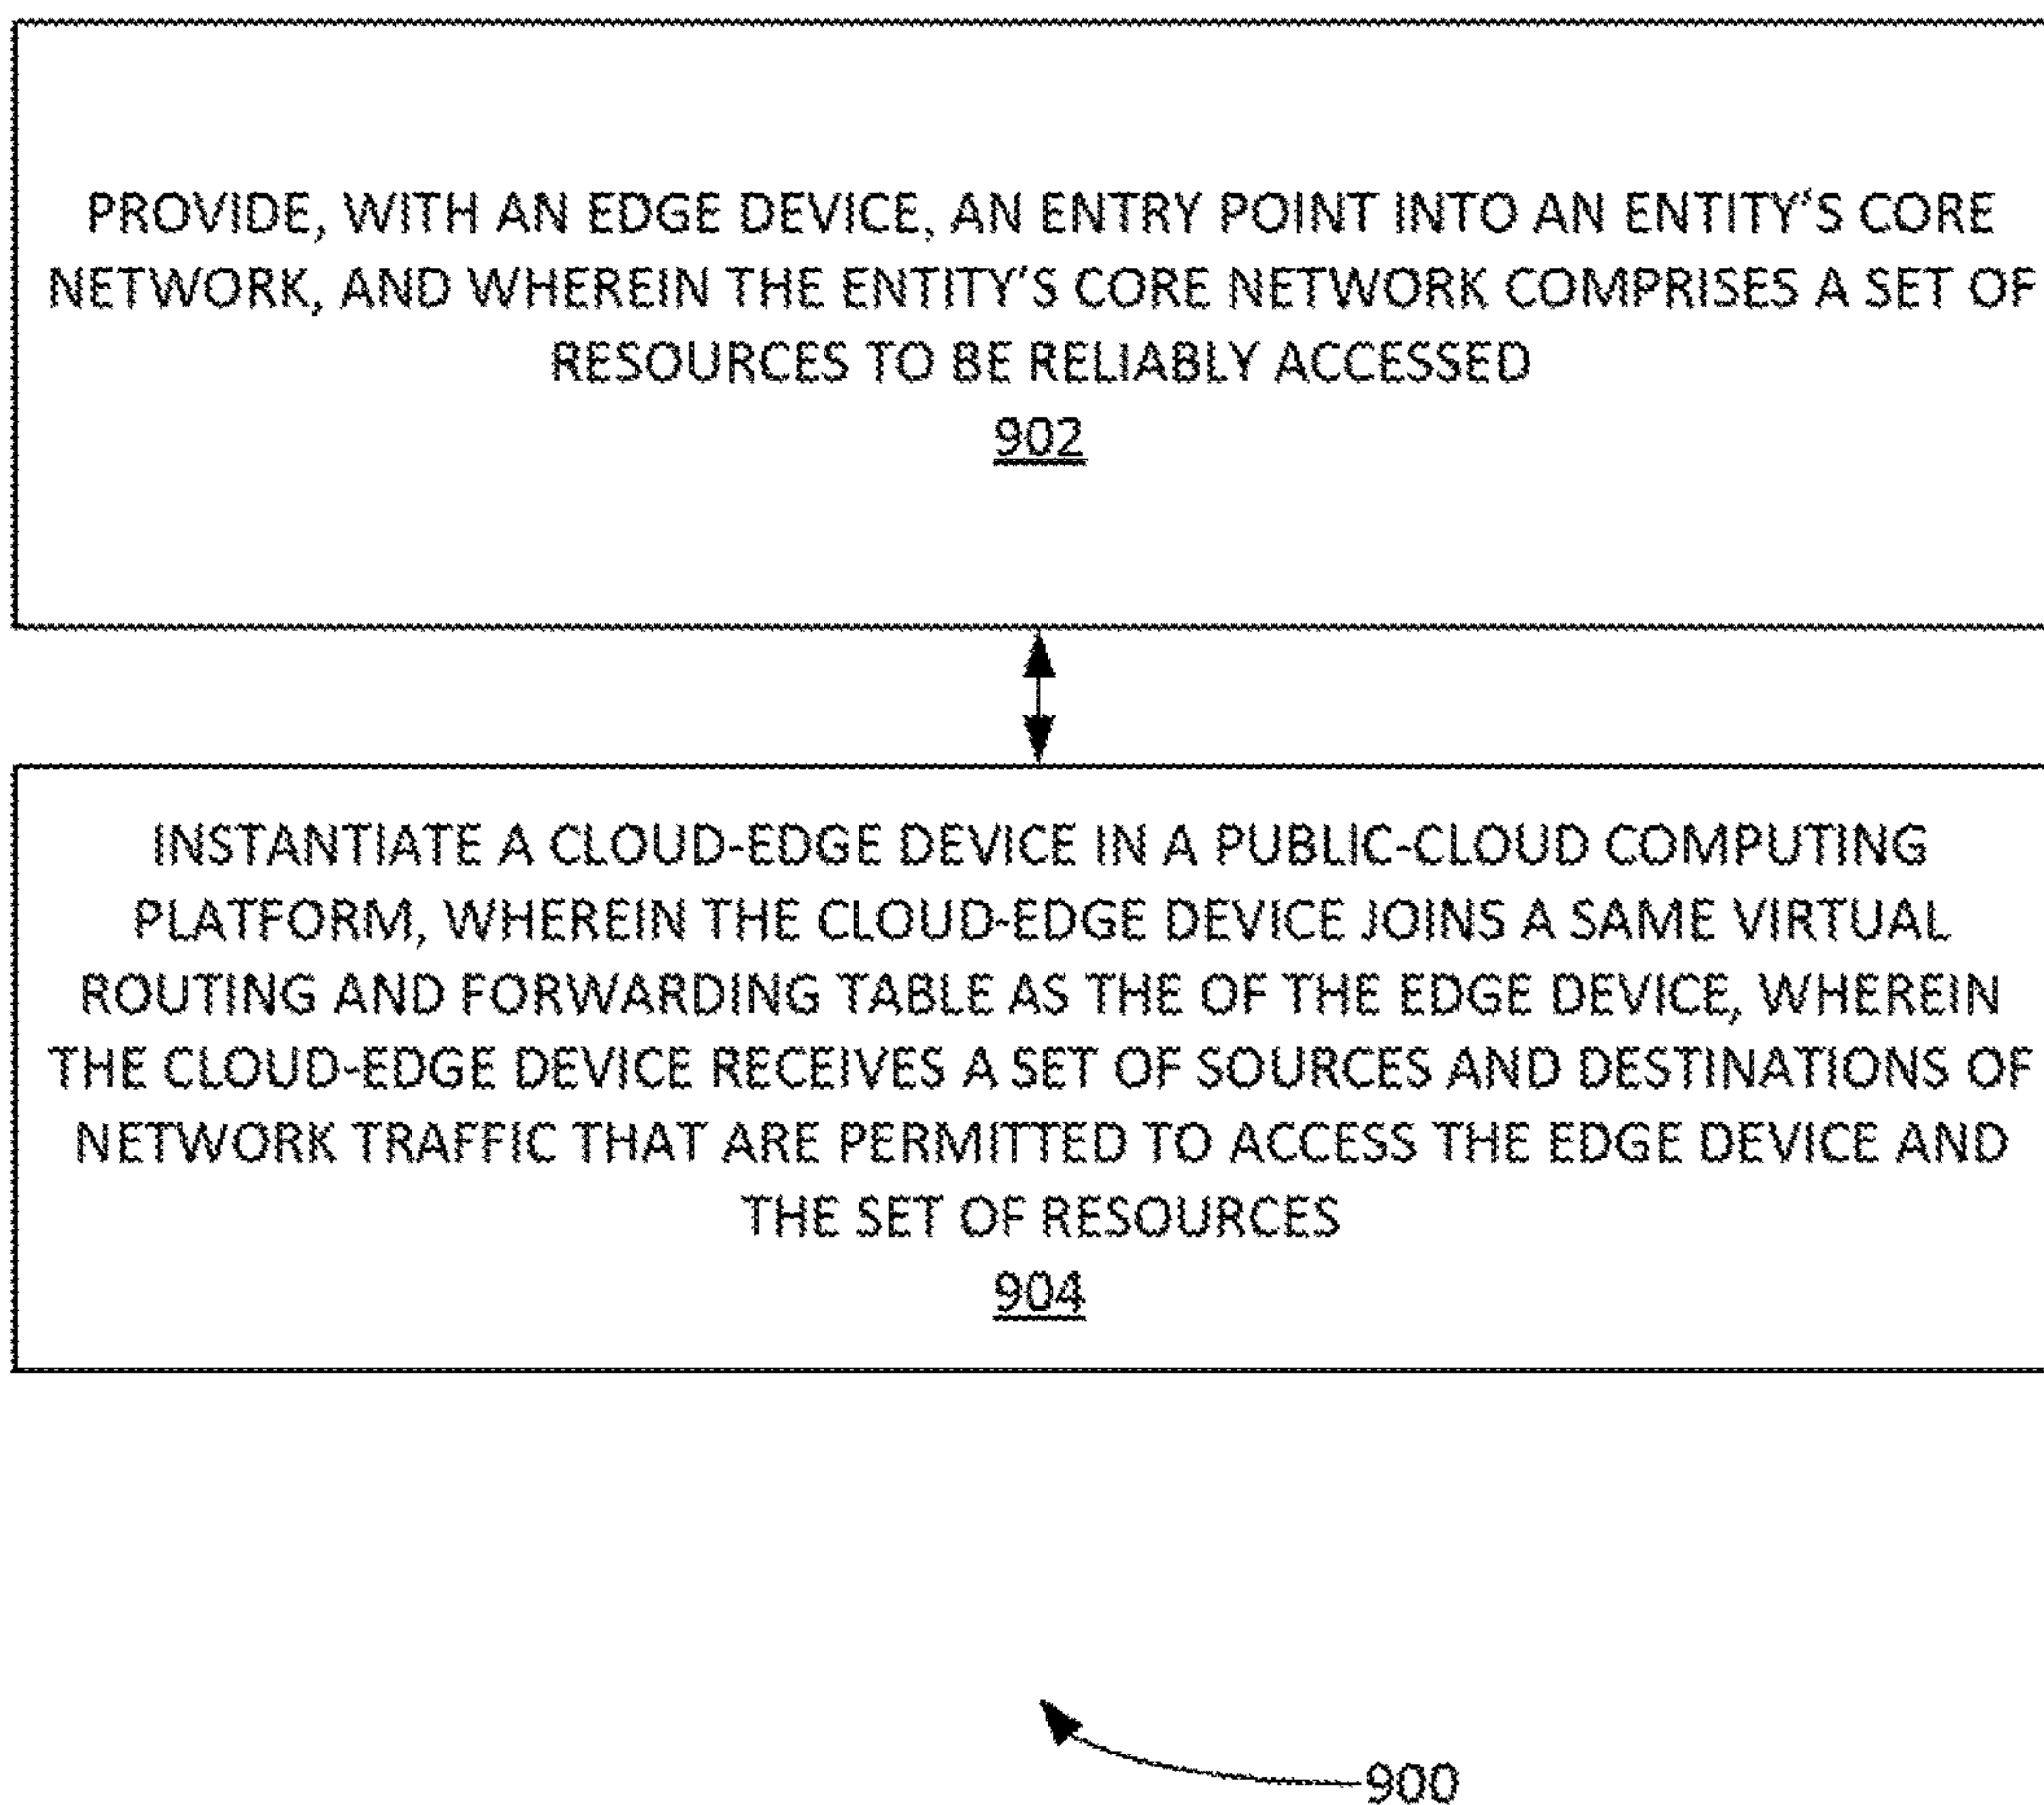 PROVIDE, WITH AN EDGE DEVICE, AN ENTRY POINT INTO AN ENTITY'S CORE
NETWORK, AND WHEREIN THE ENTITY'S CORE NETWORK COMPRISES A SET OF
RESOURCES TO BE RELIABLY ACCESSED
902
INSTANTIATE A CLOUD-EDGE DEVICE IN A PUBLIC-CLOUD COMPUTING
PLATFORM, WHEREIN THE CLOUD-EDGE DEVICE JOINS A SAME VIRTUAL
ROUTING AND FORWARDING TABLE AS THE OF THE EDGE DEVICE, WHEREIN
THE CLOUD-EDGE DEVICE RECEIVES A SET OF SOURCES AND DESTINATIONS OF
NETWORK TRAFFIC THAT ARE PERMITTED TO ACCESS THE EDGE DEVICE AND
THE SET OF RESOURCES
904
900